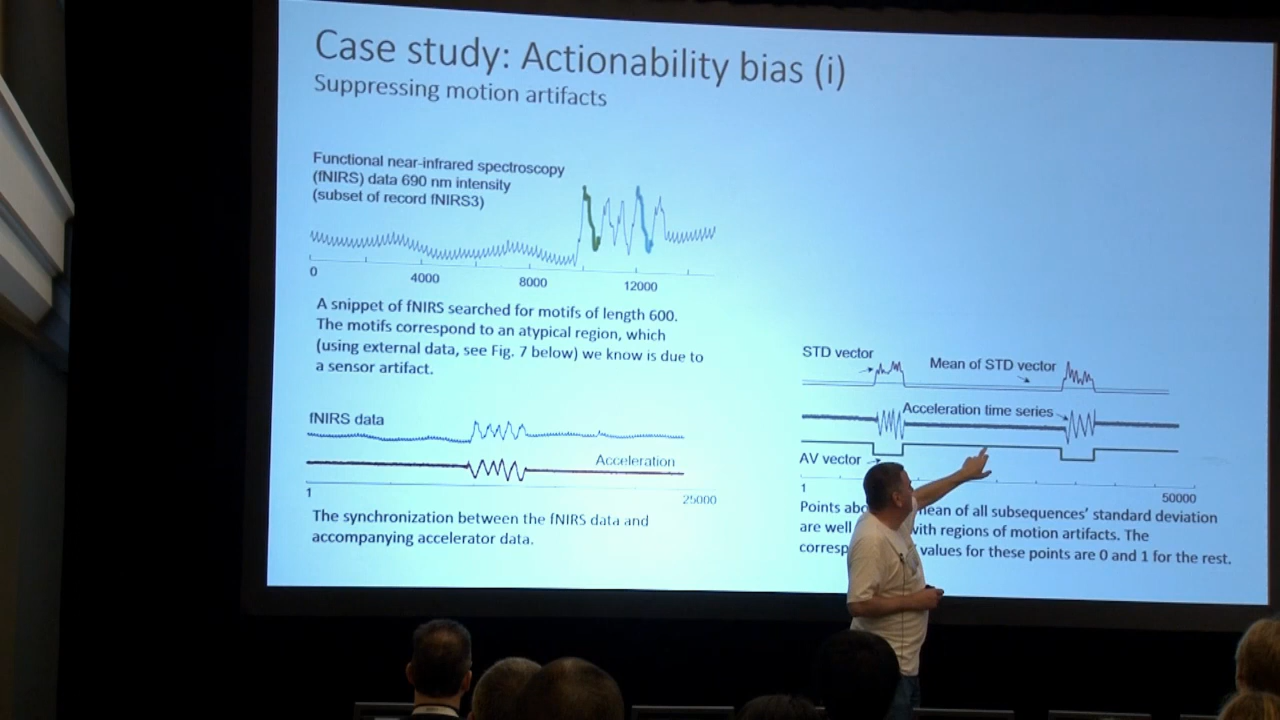 Case study: Actionability bias (i)
Suppressing motion artifacts
Functional near-infrared spectroscopy
(fNIRS) data 690 nm intensity
(subset of record fNIRS3)
0 4000 8000 12000
A snippet of fNIRS searched for motifs of length 600.
The motifs correspond to an atypical region, which
(using external data, see Fig. 7 below) we know is due to
a sensor artifact.
fNIRS data
Acceleration
1 25000
The synchronization between the fNIRS data and
accompanying accelerator data.
STD vector
Mean of STD vector
Acceleration time series
AV vector
1 50000
Points of all subsequences' standard deviation
are well with regions of motion artifacts. The
values for these points are 0 and 1 for the rest.